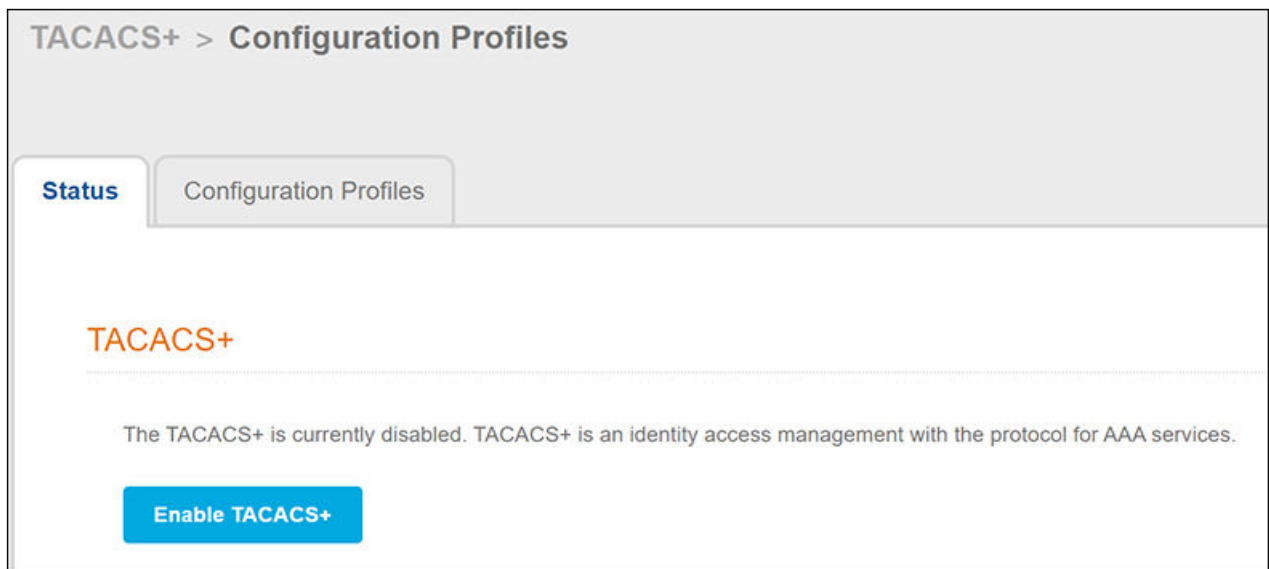 TACACS+ > Configuration Profiles
Status
Configuration Profiles
TACACS+
The TACACS+ is currently disabled. TACACS+ is an identity access management with the protocol for AAA services.
Enable TACACS+